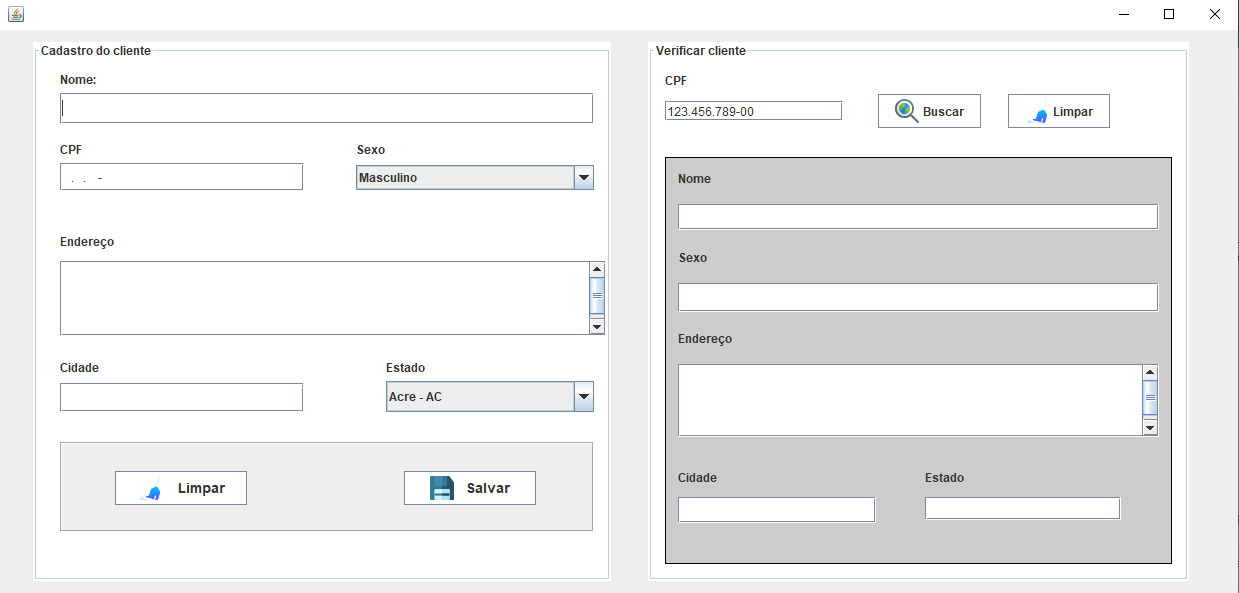 Cadastro do cliente
Nome:
CPF
Sexo
. . -
Masculino
Endereço
Cidade
Estado
Acre - AC
Limpar
Salvar
Verificar cliente
CPF
123.456.789-00
Buscar
Limpar
Nome
Sexo
Endereço
Cidade
Estado